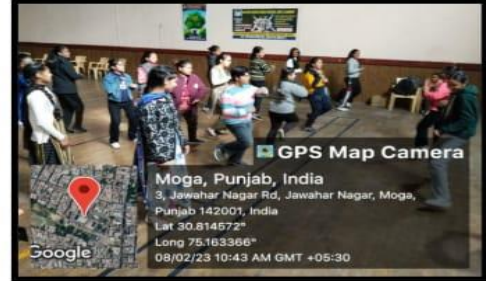 GPS Map Camera
Moga, Punjab, India
3, Jawahar Nagar Rd, Jawahar Nagar, Moga,
Punjab 142001, India
Lat 30.814572°
Long 75.163366°
08/02/23 10:43 AM GMT +05:30
Google